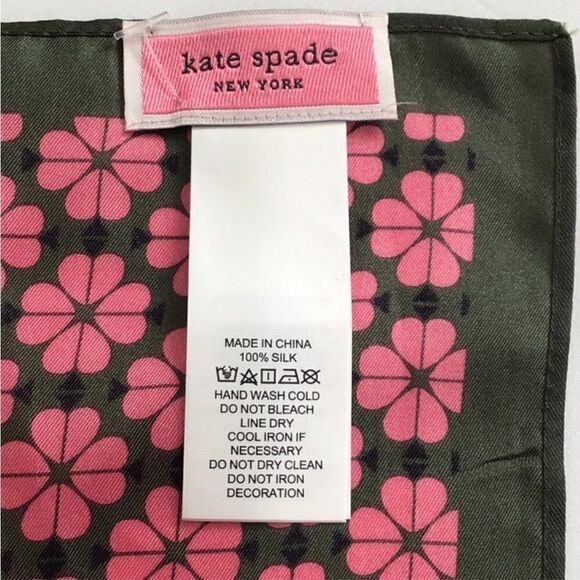 kate spade
NEW YORK
MADE IN CHINA
100% SILK
HAND WASH COLD
DO NOT BLEACH
LINE DRY
COOL IRON IF
NECESSARY
DO NOT DRY CLEAN
DO NOT IRON
DECORATION